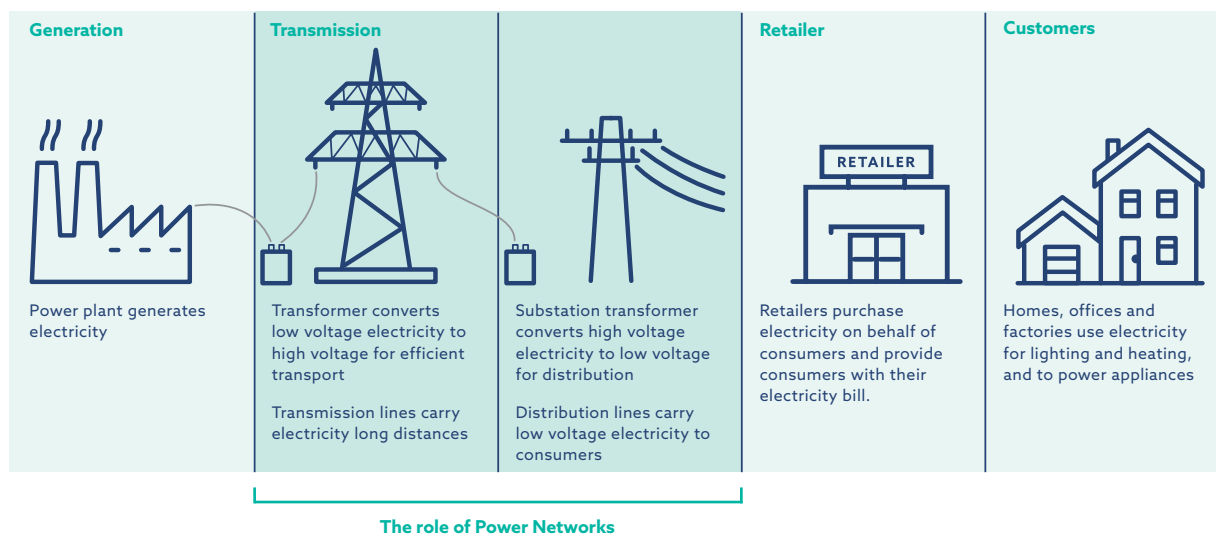 Generation
Power plant generates
electricity
Transmission
Transformer converts
low voltage electricity to
high voltage for efficient
transport
Transmission lines carry
electricity long distances
Substation transformer
converts high voltage
electricity to low voltage
for distribution
Distribution lines carry
low voltage electricity to
consumers
Retailer
RETAILER
Retailers purchase
electricity on behalf of
consumers and provide
consumers with their
electricity bill.
Customers
Homes, offices and
factories use electricity
for lighting and heating,
and to power appliances
The role of Power Networks